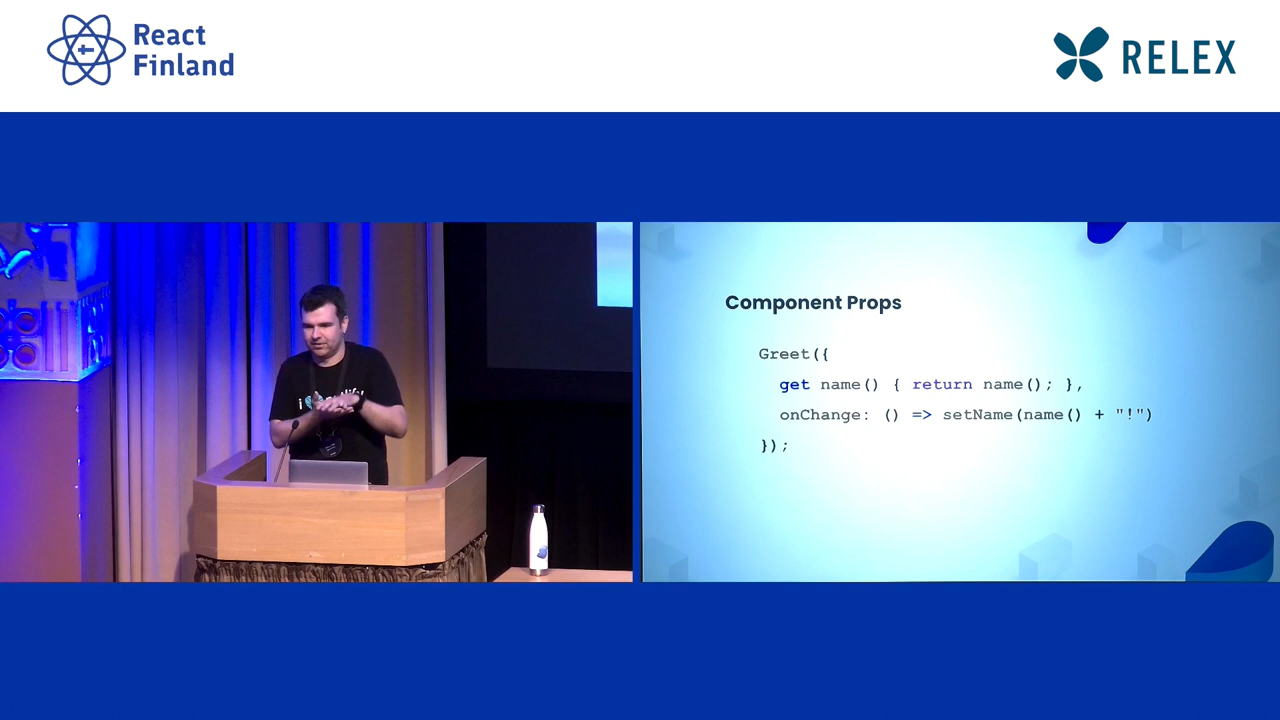 React
Finland
RELEX
Component Props
Greet({
get name() { return name(); },
onChange: () => setName(name() + "!")
});
i